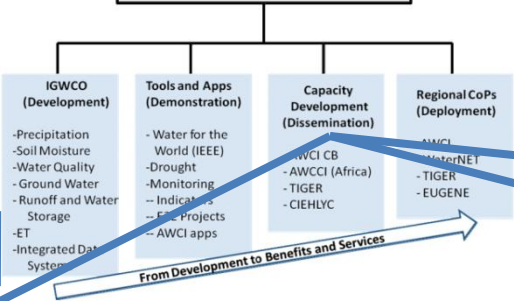 IGWCO
(Development)
-Precipitation
-Soil Moisture
-Water Quality
- Ground Water
- Runoff and Water
Storage
-ET
-Integrated Data
System
Tools and Apps
(Demonstration)
- Water for the
World (IEEE)
-Drought
-Monitoring
-- Indicators
-- E2E Projects
-- AWCI apps
Capacity
Development
(Dissemination)
AWCI CB
- AWCCI (Africa)
- TIGER
- CIEHLYC
Regional CoPs
(Deployment)
-AWCI
-WaterNET
- TIGER
- EUGENE
From Development to Benefits and Services